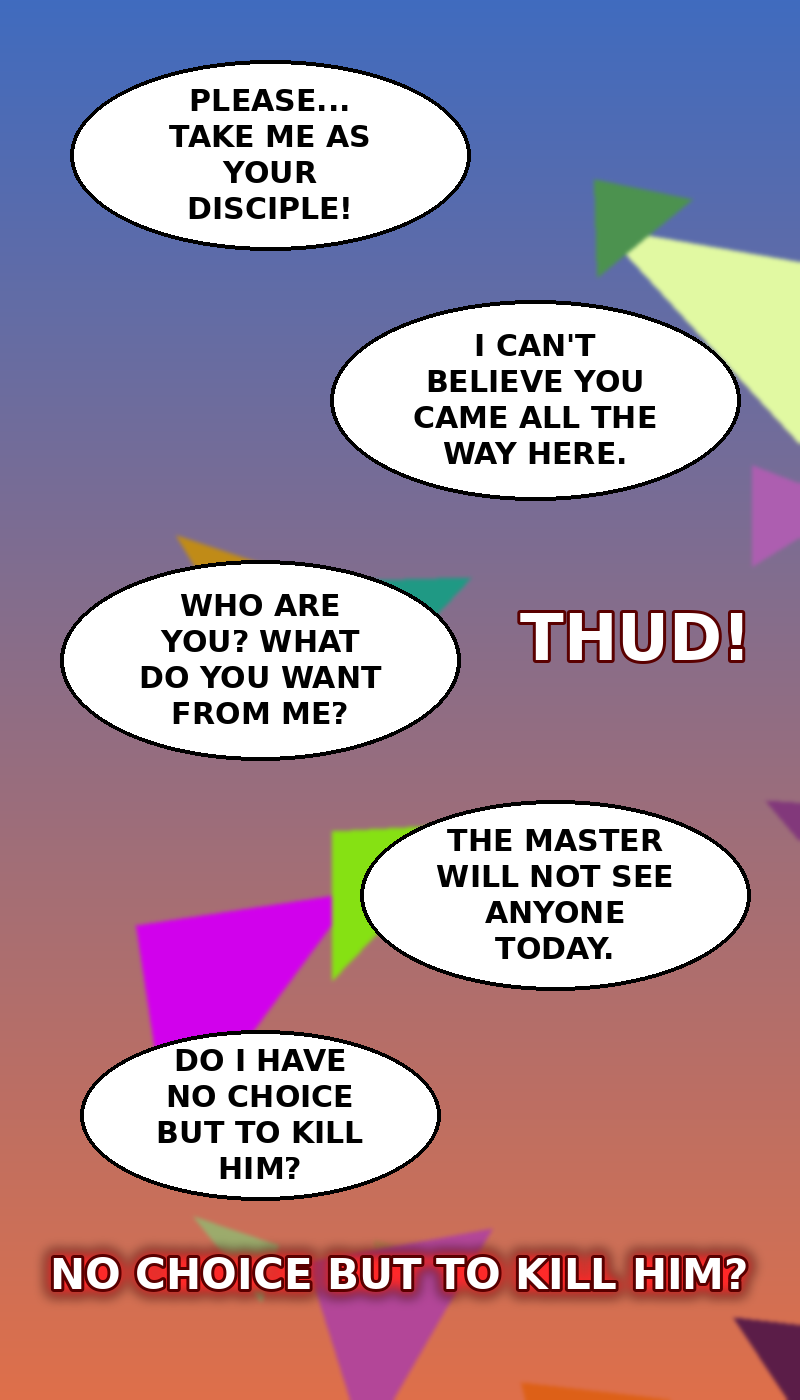 PLEASE...
TAKE ME AS
YOUR
DISCIPLE!
I CAN'T
BELIEVE YOU
CAME ALL THE
WAY HERE.
WHO ARE
YOU? WHAT
DO YOU WANT
FROM ME?
THUD!
THE MASTER
WILL NOT SEE
ANYONE
TODAY.
DO I HAVE
NO CHOICE
BUT TO KILL
HIM?
NO CHOICE BUT TO KILL HIM?